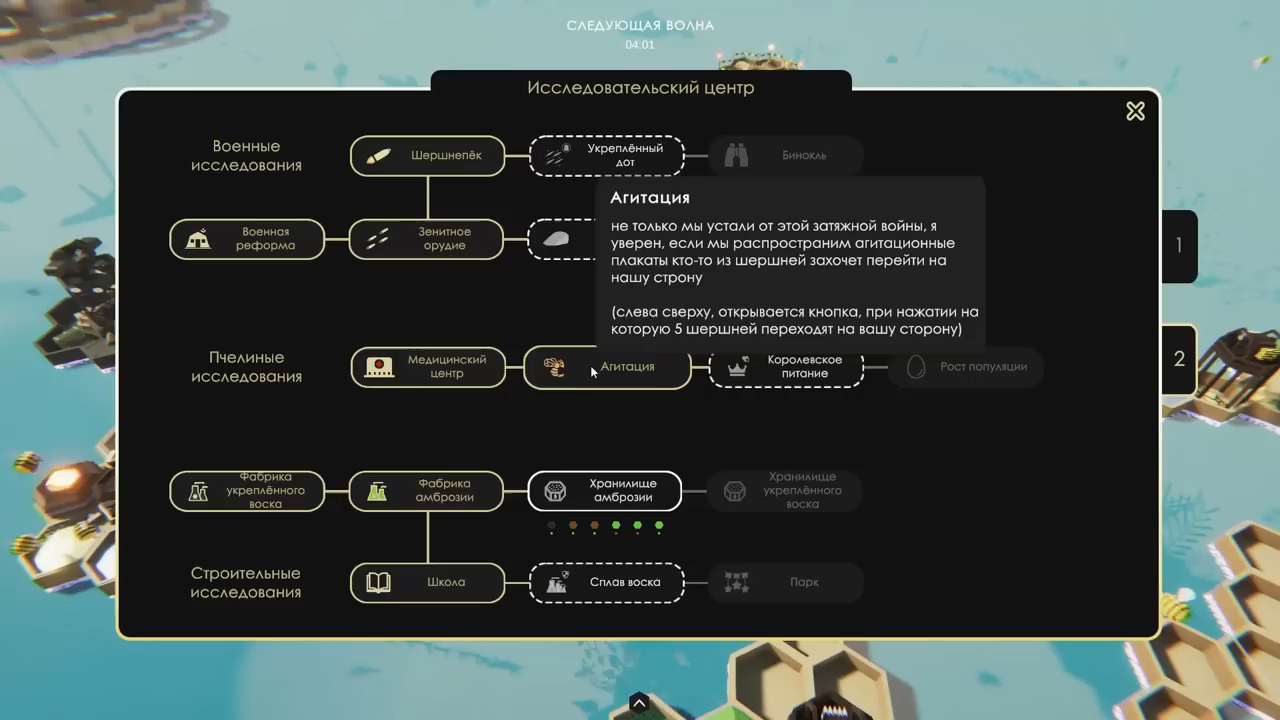 СЛЕДУЮЩАЯ ВОЛНА
04:01
Исследовательский центр
Военные
исследования
Шершнепёк
Укреплённый
дот
Бинокль
Военная
реформа
Зенитное
орудие
Агитация
не только мы устали от этой затяжной войны, я
уверен, если мы распространим агитационные
плакаты кто-то из шершней захочет перейти на
нашу строну
(слева сверху, открывается кнопка, при нажатии на
которую 5 шершней переходят на вашу сторону)
1
2
Пчелиные
исследования
Медицинский
центр
Агитация
Королевское
питание
Рост популяции
Фабрика
укреплённого
воска
Фабрика
амброзии
Хранилище
амброзии
Хранилище
укреплённого
воска
Строительные
исследования
Школа
Сплав воска
Парк